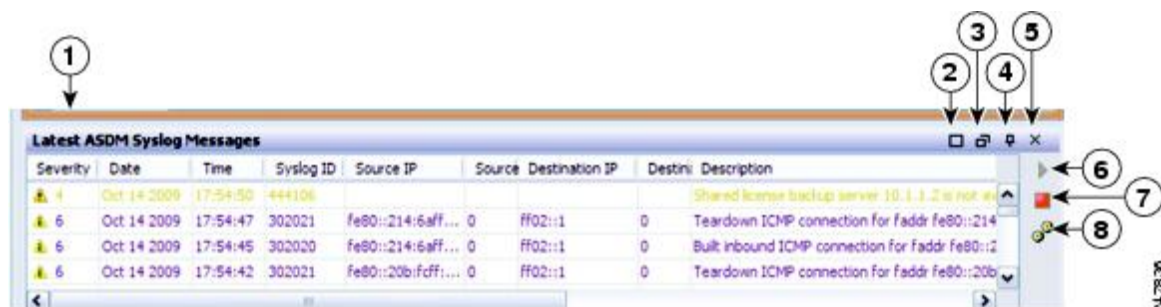 1
2
3
4
5
Latest ASDM Syslog Messages
Severity Date Time Syslog ID Source IP Source Destination IP Destin: Description
4 Oct 14 2009 17:54:50 444106 Shared license backup server 10.1.1.2 is not
6 Oct 14 2009 17:54:47 302021 fe80::214:6aff... 0 ff02::1 0 Teardown ICMP connection for faddr fe80::214
6 Oct 14 2009 17:54:45 302020 fe80::214:6aff... 0 ff02::1 0 Built inbound ICMP connection for faddr fe80::2
6 Oct 14 2009 17:54:42 302021 fe80::20b:fcff:... 0 ff02::1 0 Teardown ICMP connection for faddr fe80::20b
6
7
8